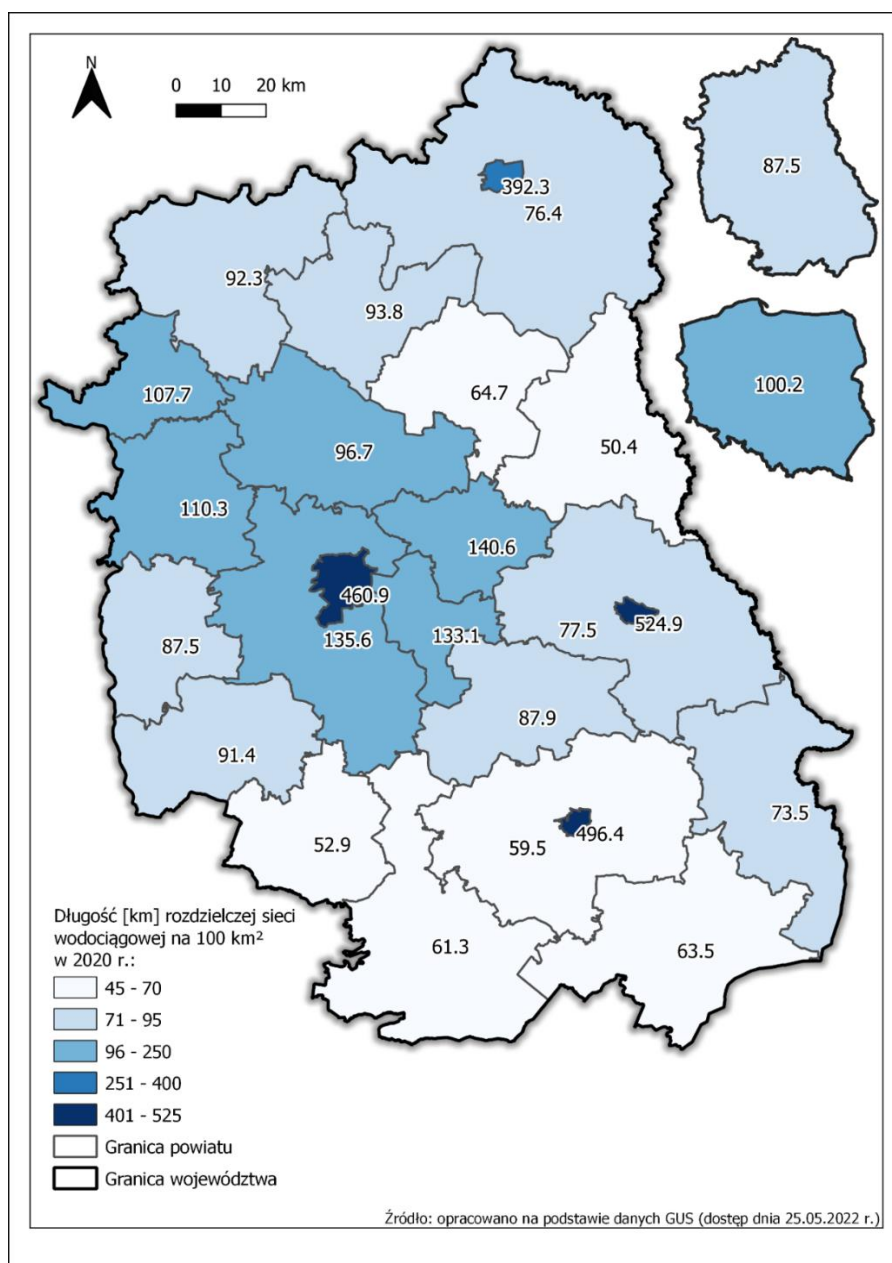 N
0 10 20 km
87.5
392.3
76.4
92.3
93.8
107.7
64.7
100.2
96.7
50.4
110.3
140.6
460.9
524.9
87.5
135.6
133.1
77.5
87.9
91.4
73.5
52.9
59.5
496.4
61.3
63.5
Długość [km] rozdzielczej sieci
wodociągowej na 100 km²
w 2020 r.:
45 - 70
71 - 95
96 - 250
251 - 400
401 - 525
Granica powiatu
Granica województwa
Źródło: opracowano na podstawie danych GUS (dostęp dnia 25.05.2022 r.)